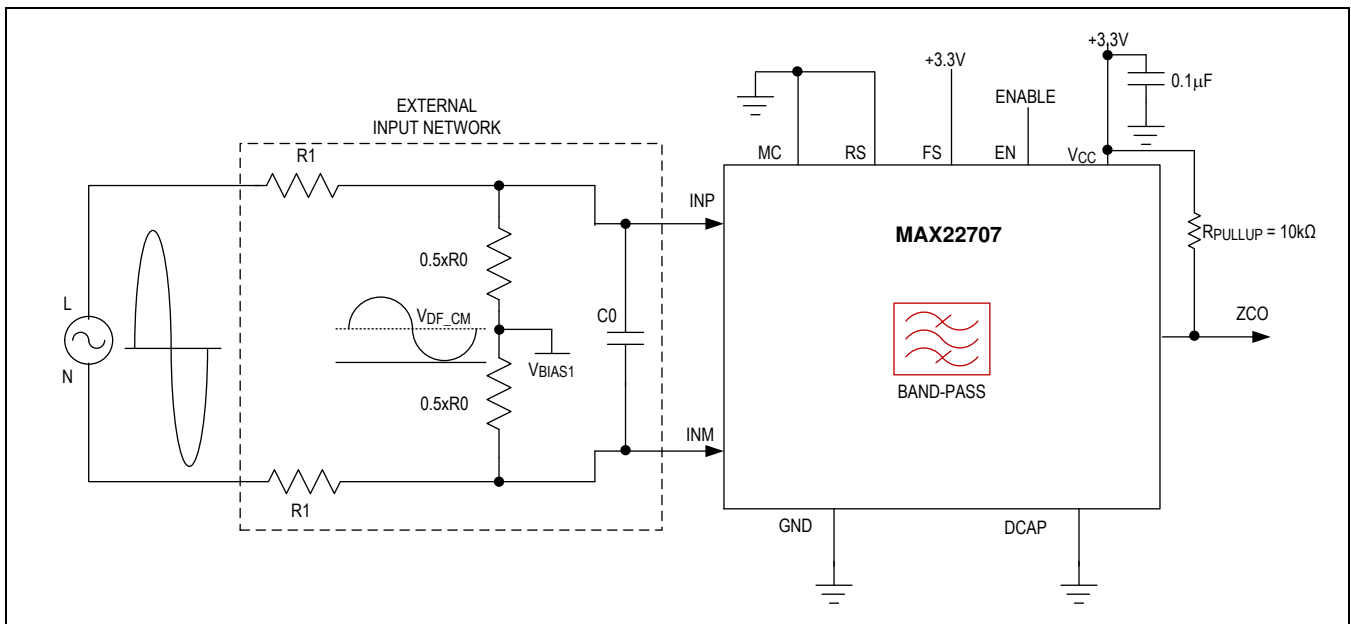 +3.3V
+3.3V
0.1µF
ENABLE
EXTERNAL
INPUT NETWORK
R1
MC
RS
FS
EN
VCC
INP
MAX22707
RPULLUP = 10kΩ
0.5xR0
L
VDF_CM
C0
ZCO
N
VBIAS1
BAND-PASS
0.5xR0
INM
R1
GND
DCAP